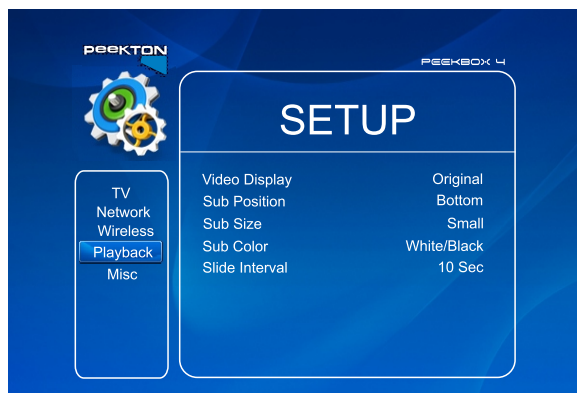 PEEKTON
PEEKBOX 4
SETUP
TV
Network
Wireless
Playback
Misc
Video Display Original
Sub Position Bottom
Sub Size Small
Sub Color White/Black
Slide Interval 10 Sec